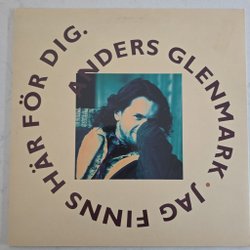 ANDERS GLENMARK · JAG FINNS HÄR FÖR DIG.